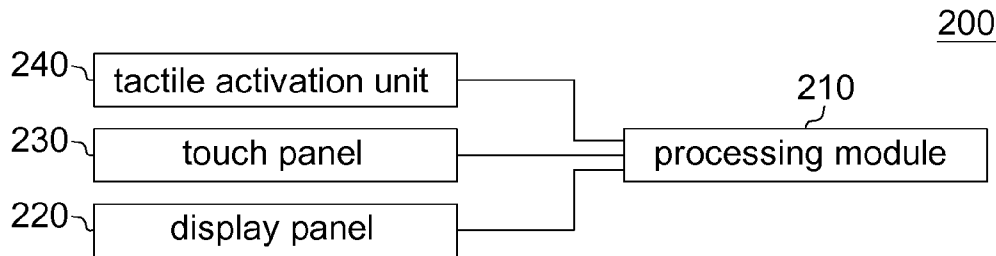 200
240 tactile activation unit
210
230 touch panel
processing module
220 display panel